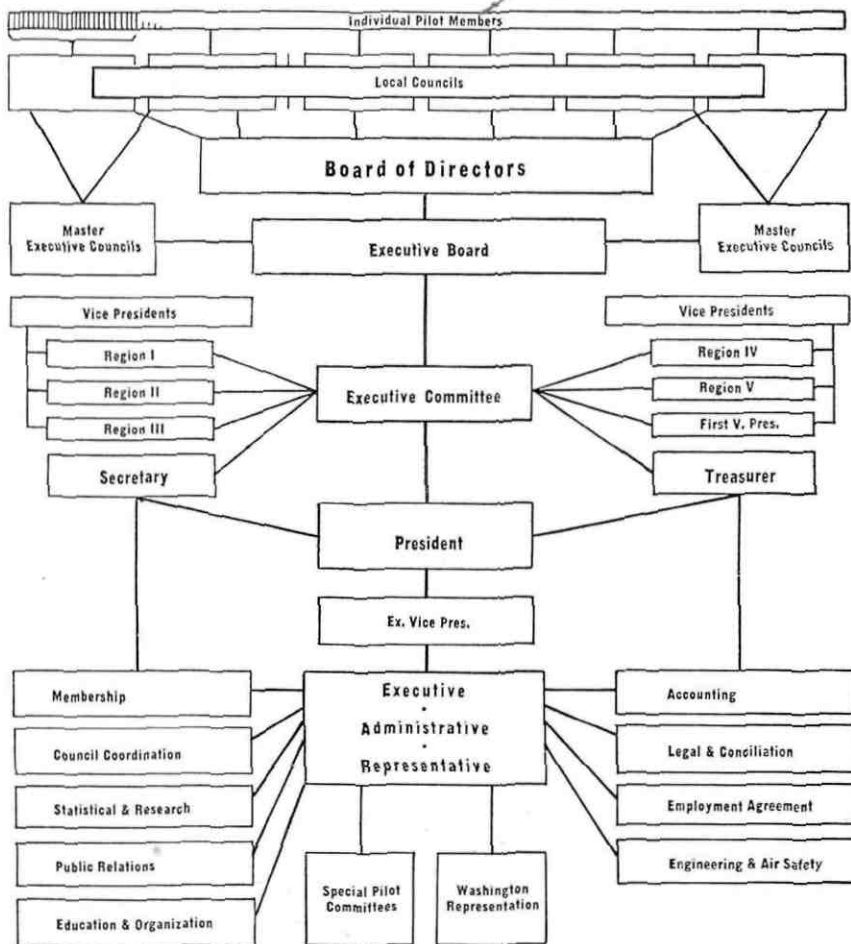 Individual Pilot Members
Local Councils
Board of Directors
Master
Executive Councils
Executive Board
Master
Executive Councils
Vice Presidents
Region I
Region II
Region III
Secretary
Executive Committee
Vice Presidents
Region IV
Region V
First V. Pres.
Treasurer
President
Ex. Vice Pres.
Executive
•
Administrative
•
Representative
Membership
Council Coordination
Statistical & Research
Public Relations
Education & Organization
Accounting
Legal & Conciliation
Employment Agreement
Engineering & Air Safety
Special Pilot
Committees
Washington
Representation